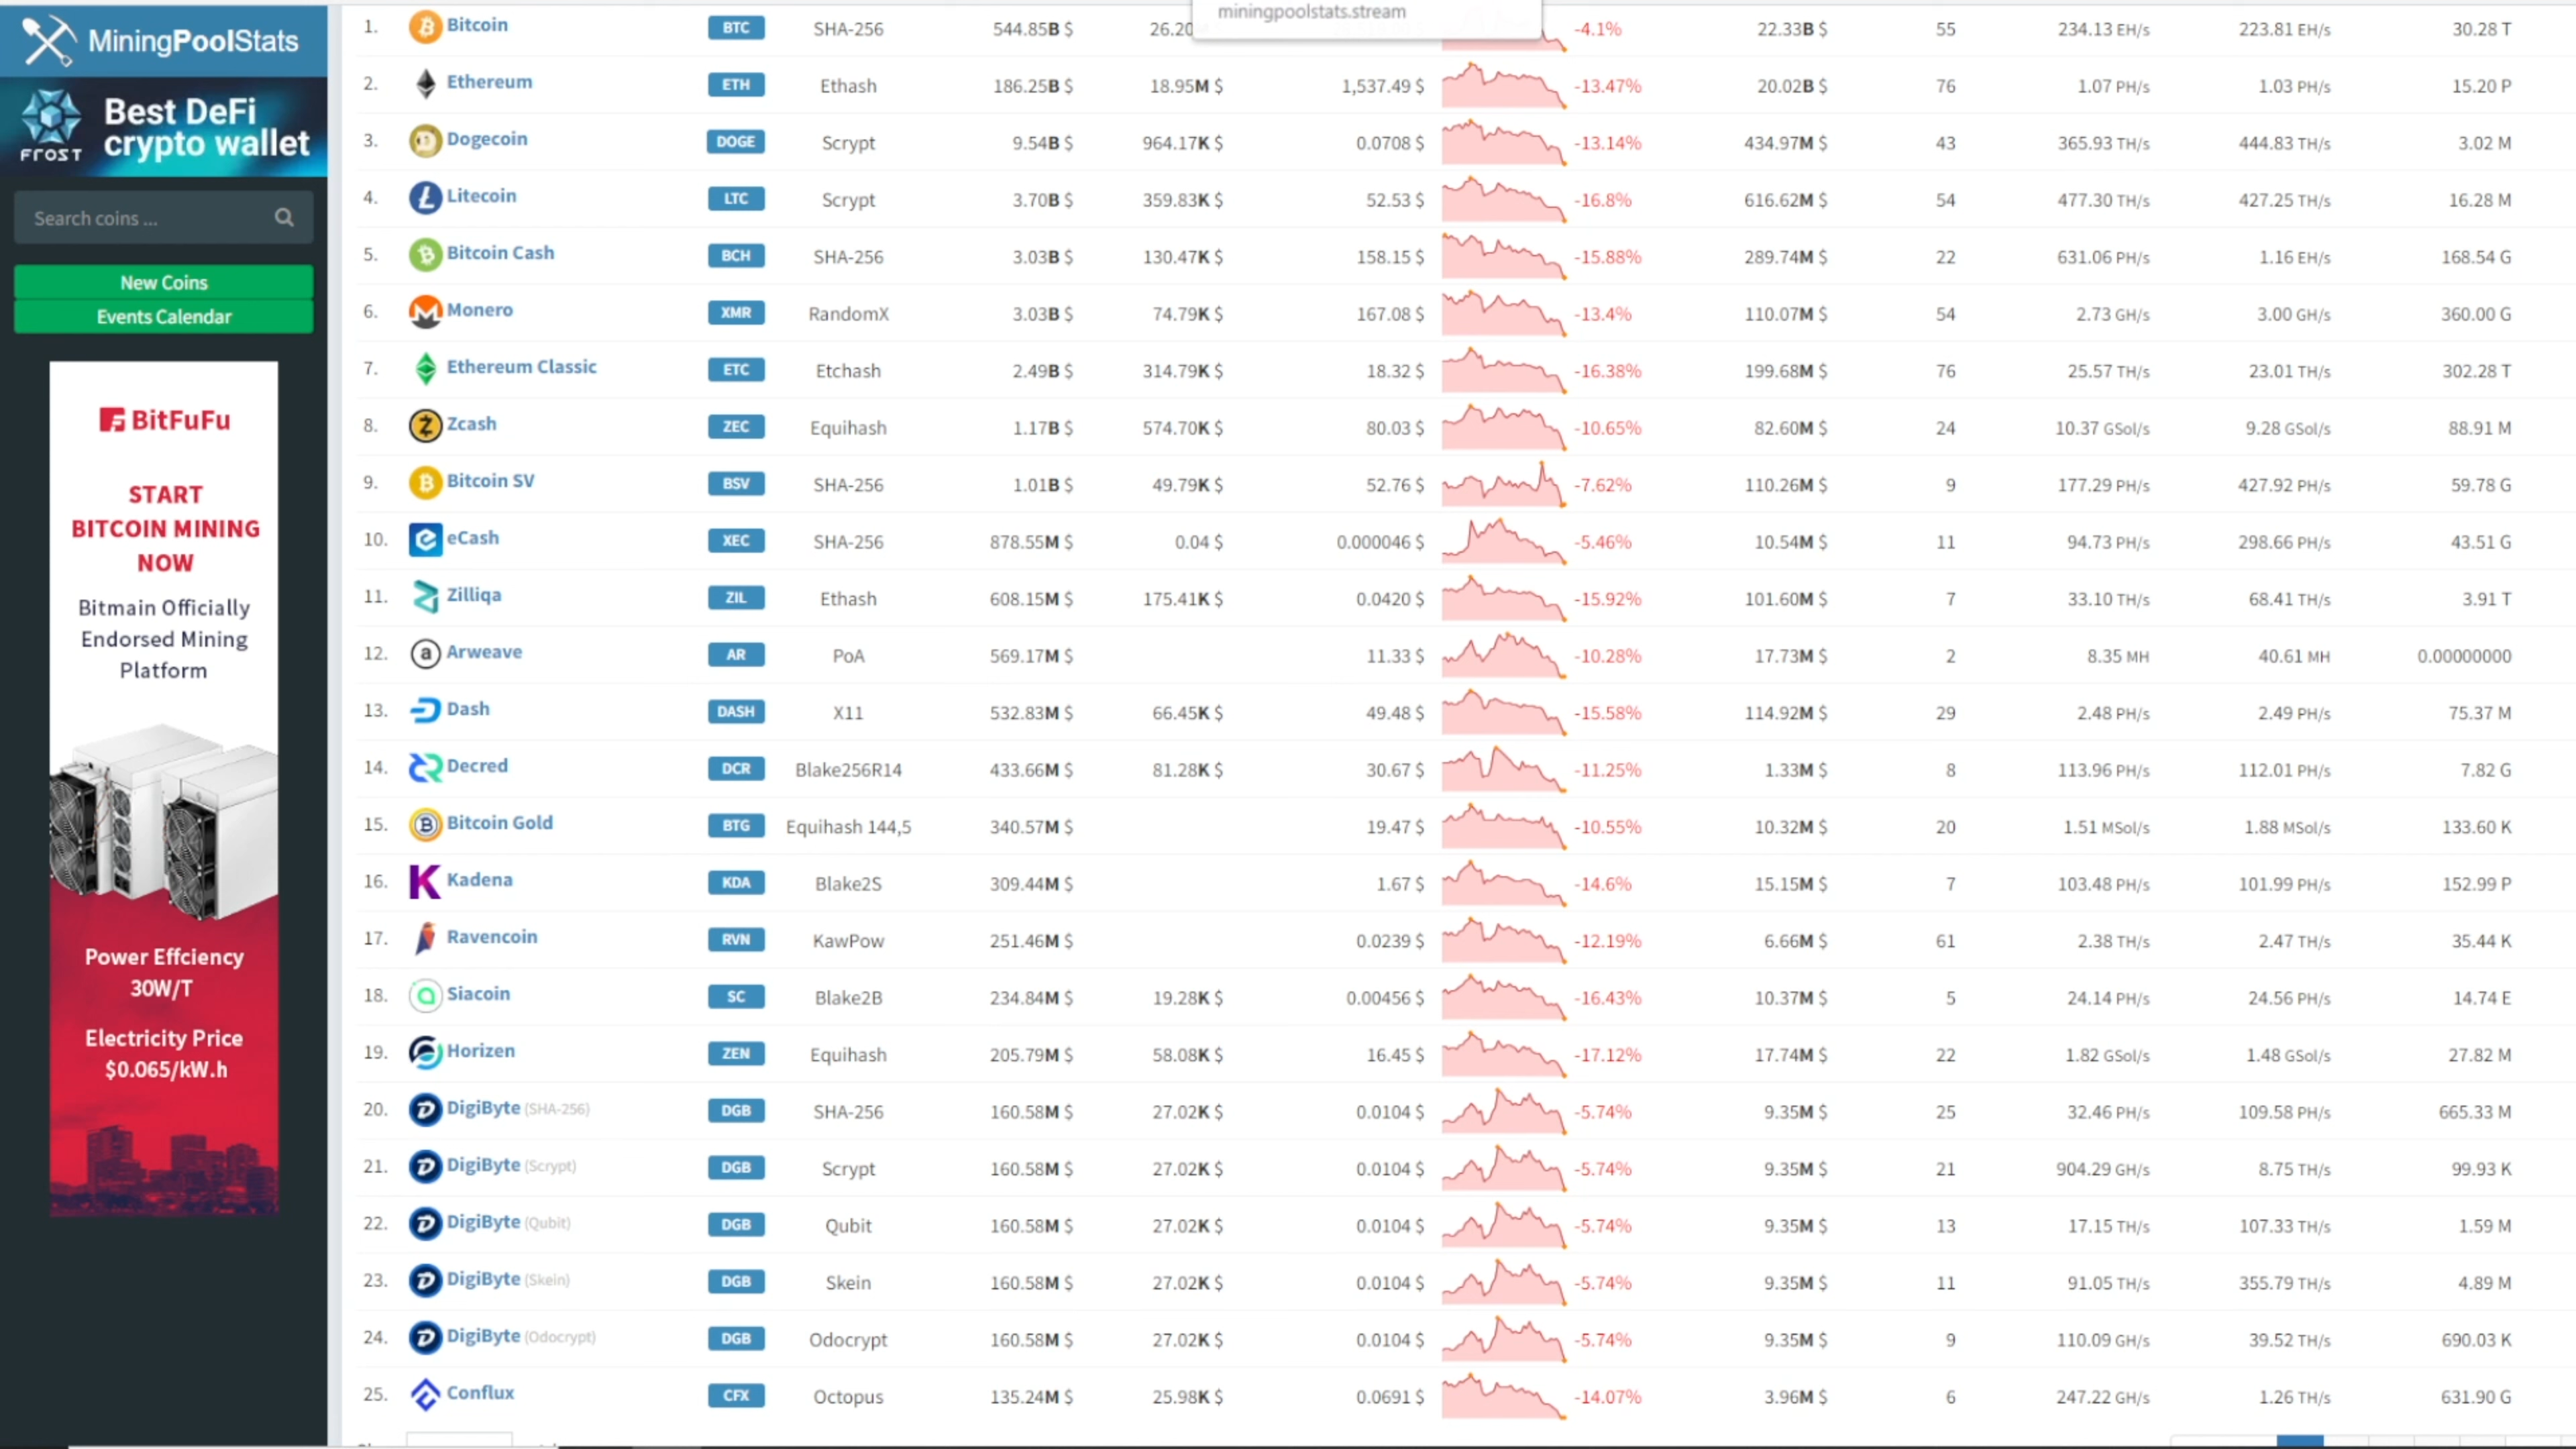 miningpoolstats.stream
MiningPoolStats
Best DeFi
crypto wallet
FROST
Search coins ...
New Coins
Events Calendar
BitFuFu
START
BITCOIN MINING
NOW
Bitmain Officially
Endorsed Mining
Platform
Power Effciency
30W/T
Electricity Price
$0.065/kW.h
1. Bitcoin BTC SHA-256 544.85B $ 26.20 -4.1% 22.33B $ 55 234.13 EH/s 223.81 EH/s 30.28 T
2. Ethereum ETH Ethash 186.25B $ 18.95M $ 1,537.49 $ -13.47% 20.02B $ 76 1.07 PH/s 1.03 PH/s 15.20 P
3. Dogecoin DOGE Scrypt 9.54B $ 964.17K $ 0.0708 $ -13.14% 434.97M $ 43 365.93 TH/s 444.83 TH/s 3.02 M
4. Litecoin LTC Scrypt 3.70B $ 359.83K $ 52.53 $ -16.8% 616.62M $ 54 477.30 TH/s 427.25 TH/s 16.28 M
5. Bitcoin Cash BCH SHA-256 3.03B $ 130.47K $ 158.15 $ -15.88% 289.74M $ 22 631.06 PH/s 1.16 EH/s 168.54 G
6. Monero XMR RandomX 3.03B $ 74.79K $ 167.08 $ -13.4% 110.07M $ 54 2.73 GH/s 3.00 GH/s 360.00 G
7. Ethereum Classic ETC Etchash 2.49B $ 314.79K $ 18.32 $ -16.38% 199.68M $ 76 25.57 TH/s 23.01 TH/s 302.28 T
8. Zcash ZEC Equihash 1.17B $ 574.70K $ 80.03 $ -10.65% 82.60M $ 24 10.37 GSol/s 9.28 GSol/s 88.91 M
9. Bitcoin SV BSV SHA-256 1.01B $ 49.79K $ 52.76 $ -7.62% 110.26M $ 9 177.29 PH/s 427.92 PH/s 59.78 G
10. eCash XEC SHA-256 878.55M $ 0.04 $ 0.000046 $ -5.46% 10.54M $ 11 94.73 PH/s 298.66 PH/s 43.51 G
11. Zilliqa ZIL Ethash 608.15M $ 175.41K $ 0.0420 $ -15.92% 101.60M $ 7 33.10 TH/s 68.41 TH/s 3.91 T
12. Arweave AR PoA 569.17M $ 11.33 $ -10.28% 17.73M $ 2 8.35 MH 40.61 MH 0.00000000
13. Dash DASH X11 532.83M $ 66.45K $ 49.48 $ -15.58% 114.92M $ 29 2.48 PH/s 2.49 PH/s 75.37 M
14. Decred DCR Blake256R14 433.66M $ 81.28K $ 30.67 $ -11.25% 1.33M $ 8 113.96 PH/s 112.01 PH/s 7.82 G
15. Bitcoin Gold BTG Equihash 144,5 340.57M $ 19.47 $ -10.55% 10.32M $ 20 1.51 MSol/s 1.88 MSol/s 133.60 K
16. Kadena KDA Blake2S 309.44M $ 1.67 $ -14.6% 15.15M $ 7 103.48 PH/s 101.99 PH/s 152.99 P
17. Ravencoin RVN KawPow 251.46M $ 0.0239 $ -12.19% 6.66M $ 61 2.38 TH/s 2.47 TH/s 35.44 K
18. Siacoin SC Blake2B 234.84M $ 19.28K $ 0.00456 $ -16.43% 10.37M $ 5 24.14 PH/s 24.56 PH/s 14.74 E
19. Horizen ZEN Equihash 205.79M $ 58.08K $ 16.45 $ -17.12% 17.74M $ 22 1.82 GSol/s 1.48 GSol/s 27.82 M
20. DigiByte (SHA-256) DGB SHA-256 160.58M $ 27.02K $ 0.0104 $ -5.74% 9.35M $ 25 32.46 PH/s 109.58 PH/s 665.33 M
21. DigiByte (Scrypt) DGB Scrypt 160.58M $ 27.02K $ 0.0104 $ -5.74% 9.35M $ 21 904.29 GH/s 8.75 TH/s 99.93 K
22. DigiByte (Qubit) DGB Qubit 160.58M $ 27.02K $ 0.0104 $ -5.74% 9.35M $ 13 17.15 TH/s 107.33 TH/s 1.59 M
23. DigiByte (Skein) DGB Skein 160.58M $ 27.02K $ 0.0104 $ -5.74% 9.35M $ 11 91.05 TH/s 355.79 TH/s 4.89 M
24. DigiByte (Odocrypt) DGB Odocrypt 160.58M $ 27.02K $ 0.0104 $ -5.74% 9.35M $ 9 110.09 GH/s 39.52 TH/s 690.03 K
25. Conflux CFX Octopus 135.24M $ 25.98K $ 0.0691 $ -14.07% 3.96M $ 6 247.22 GH/s 1.26 TH/s 631.90 G